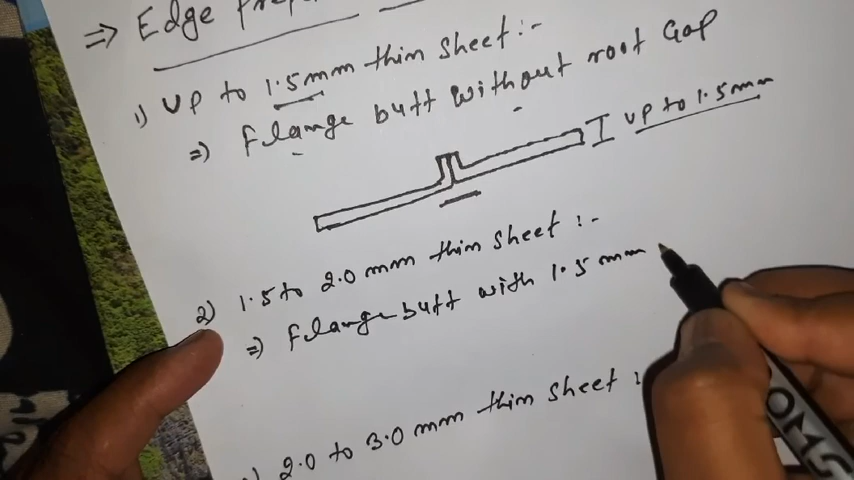 ⇒ Edge Prep
1) UP to 1.5mm thin sheet:-
⇒) flange butt without root Gap
I up to 1.5mm
2) 1.5 to 2.0 mm thin sheet :-
⇒) flange butt with 1.5 mm
) 2.0 to 3.0 mm thin sheet :
OMS